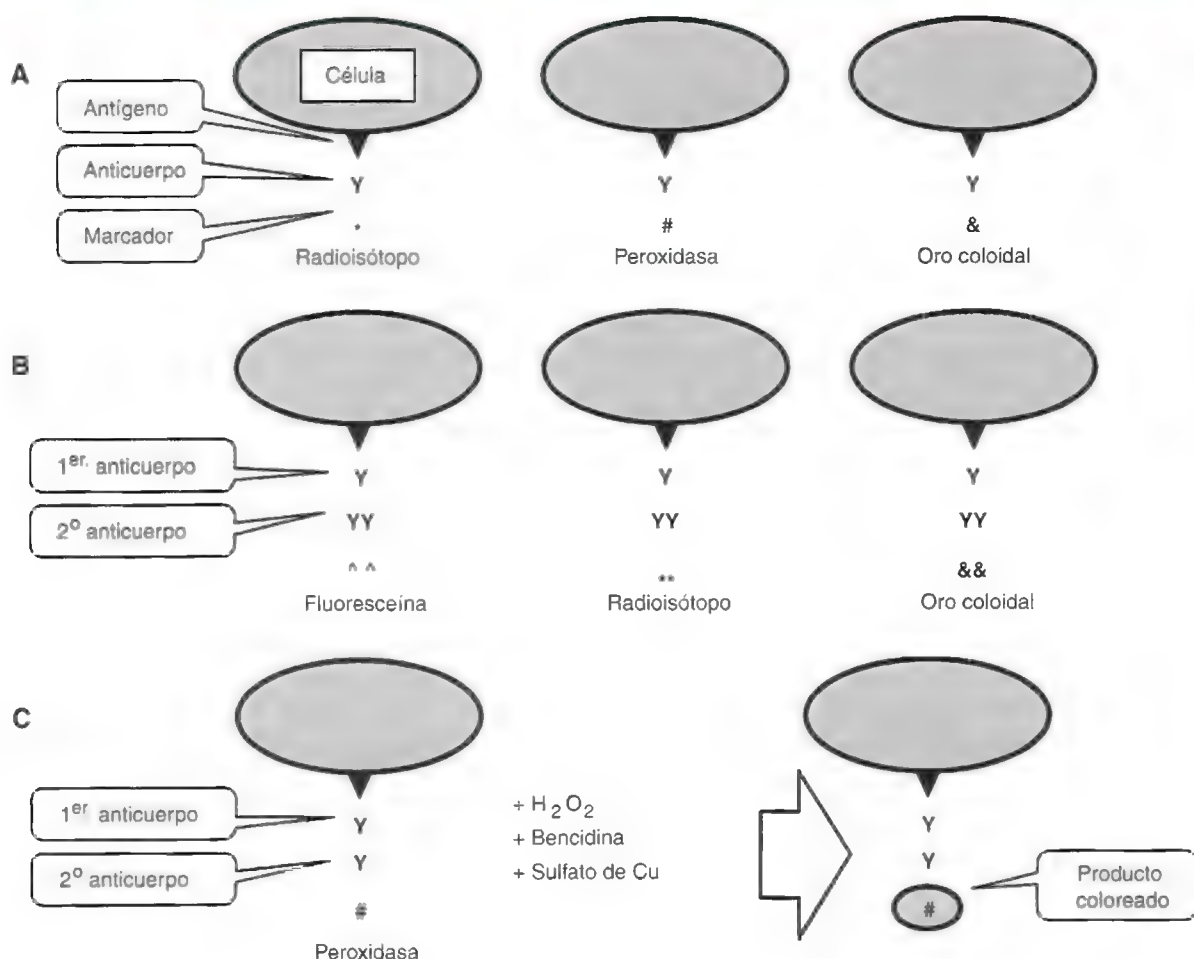 A
Célula
Antígeno
Anticuerpo
Marcador
Y Y Y
* # &
Radioisótopo Peroxidasa Oro coloidal
B
1er. anticuerpo
Y Y Y
2o anticuerpo
YY YY YY
^ ^ ** &&
Fluoresceína Radioisótopo Oro coloidal
C
1er anticuerpo
Y
2o anticuerpo
Y
#
Peroxidasa
+ H2O2
+ Bencidina
+ Sulfato de Cu
Y
Y
#
Producto
coloreado